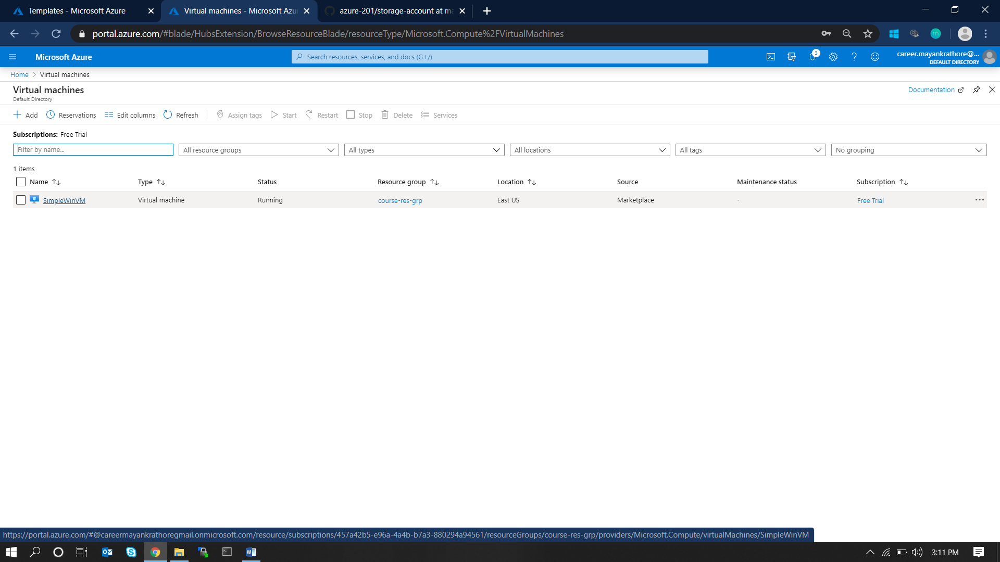 Templates - Microsoft Azure
Virtual machines - Microsoft Azu
azure-201/storage-account at ma
portal.azure.com/#blade/HubsExtension/BrowseResourceBlade/resourceType/Microsoft.Compute%2FVirtualMachines
m
Microsoft Azure
Search resources, services, and docs (G+/)
3
career.mayankrathore@...
DEFAULT DIRECTORY
Home > Virtual machines
Virtual machines
Default Directory
Documentation
Add Reservations Edit columns Refresh Assign tags Start Restart Stop Delete Services
Subscriptions: Free Trial
Filter by name... All resource groups All types All locations All tags No grouping
1 items
Name Type Status Resource group Location Source Maintenance status Subscription
SimpleWinVM Virtual machine Running course-res-grp East US Marketplace - Free Trial ...
https://portal.azure.com/#@careermayankrathoregmail.onmicrosoft.com/resource/subscriptions/457a42b5-e96a-4a4b-b7a3-880294a94561/resourceGroups/course-res-grp/providers/Microsoft.Compute/virtualMachines/SimpleWinVM
3:11 PM